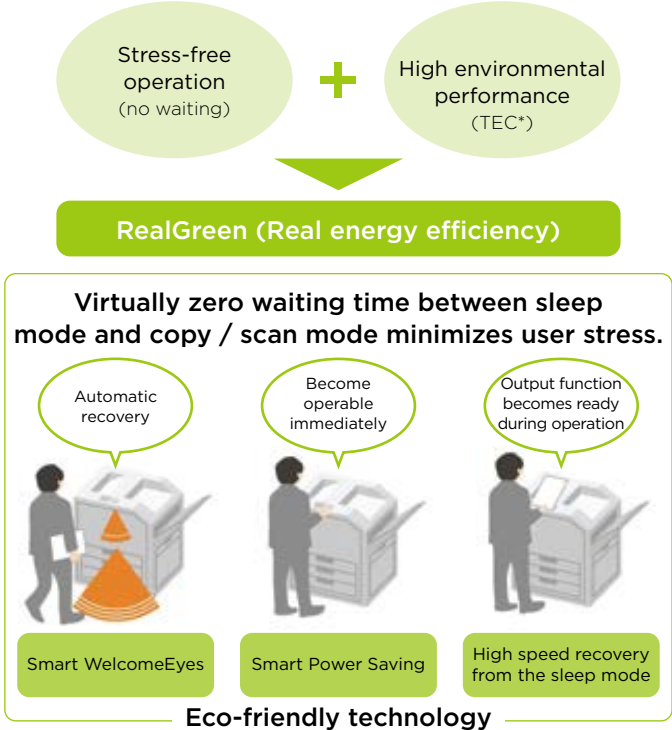 Stress-free
operation
(no waiting)
+
High environmental
performance
(TEC*)
RealGreen (Real energy efficiency)
Virtually zero waiting time between sleep
mode and copy / scan mode minimizes user stress.
Automatic
recovery
Become
operable
immediately
Output function
becomes ready
during operation
Smart WelcomeEyes
Smart Power Saving
High speed recovery
from the sleep mode
Eco-friendly technology